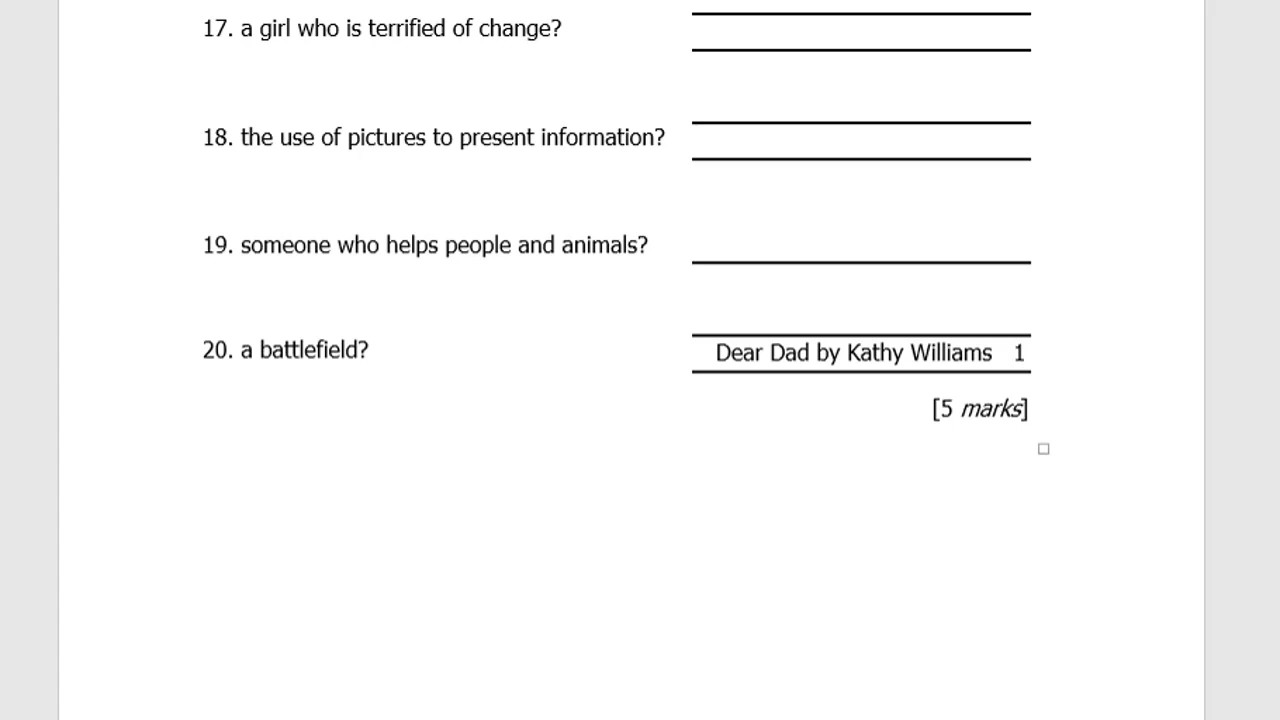 17. a girl who is terrified of change?
18. the use of pictures to present information?
19. someone who helps people and animals?
20. a battlefield? Dear Dad by Kathy Williams 1
[5 marks]